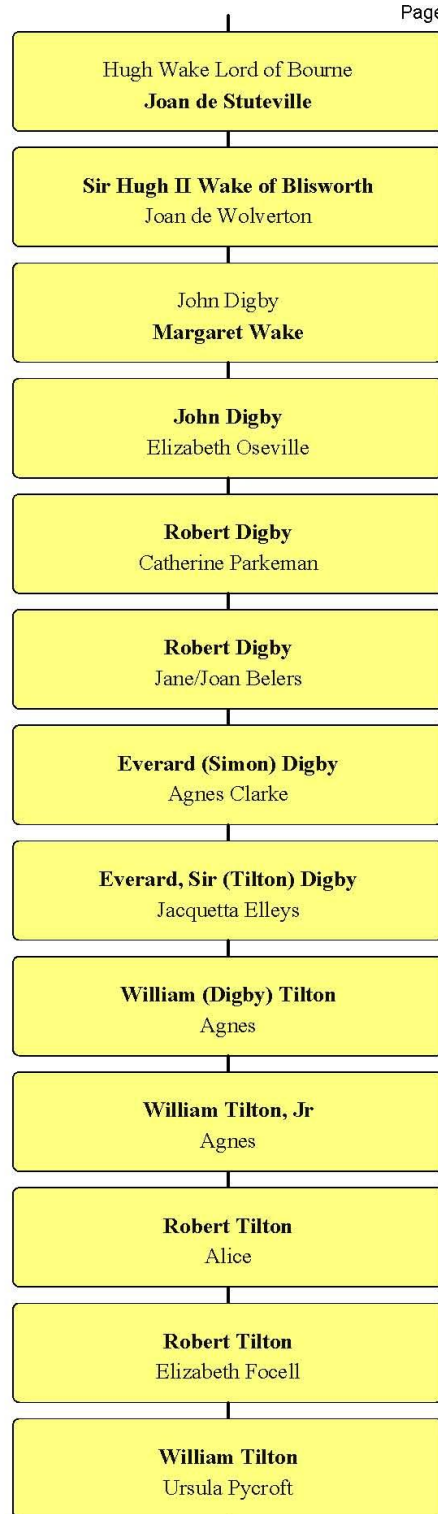 Page
Hugh Wake Lord of Bourne
Joan de Stuteville
Sir Hugh II Wake of Blisworth
Joan de Wolverton
John Digby
Margaret Wake
John Digby
Elizabeth Oseville
Robert Digby
Catherine Parkeman
Robert Digby
Jane/Joan Belers
Everard (Simon) Digby
Agnes Clarke
Everard, Sir (Tilton) Digby
Jacquetta Elleys
William (Digby) Tilton
Agnes
William Tilton, Jr
Agnes
Robert Tilton
Alice
Robert Tilton
Elizabeth Focell
William Tilton
Ursula Pycroft